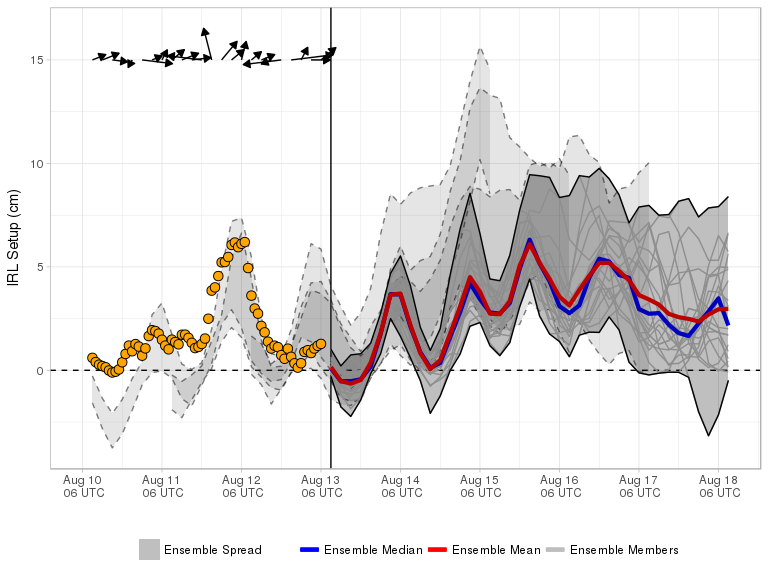 IRL Setup (cm)
15
10
5
0
Aug 10 Aug 11 Aug 12 Aug 13 Aug 14 Aug 15 Aug 16 Aug 17 Aug 18
06 UTC 06 UTC 06 UTC 06 UTC 06 UTC 06 UTC 06 UTC 06 UTC 06 UTC
Ensemble Spread Ensemble Median Ensemble Mean Ensemble Members